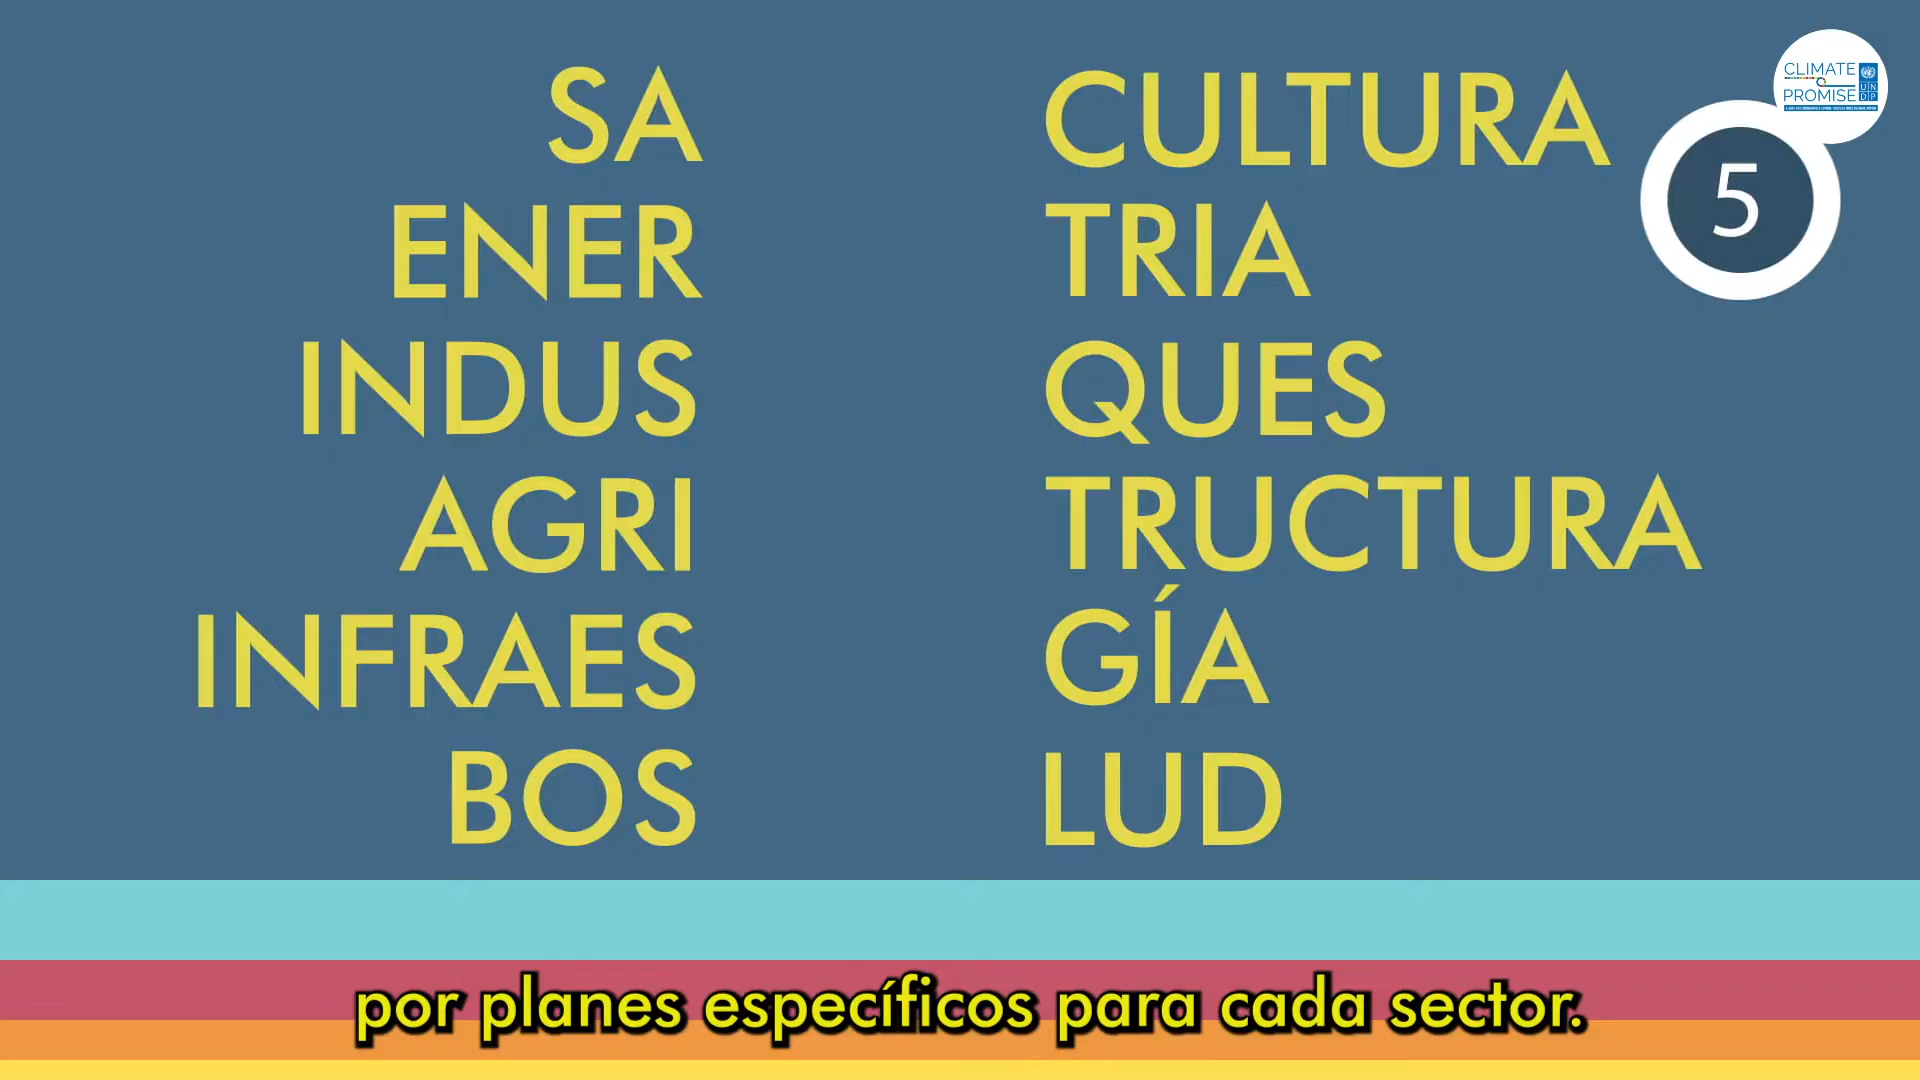 SA CULTURA
ENER TRIA
INDUS QUES
AGRI TRUCTURA
INFRAES GÍA
BOS LUD
5
CLIMATE
PROMISE
UN
DP
por planes específicos para cada sector.